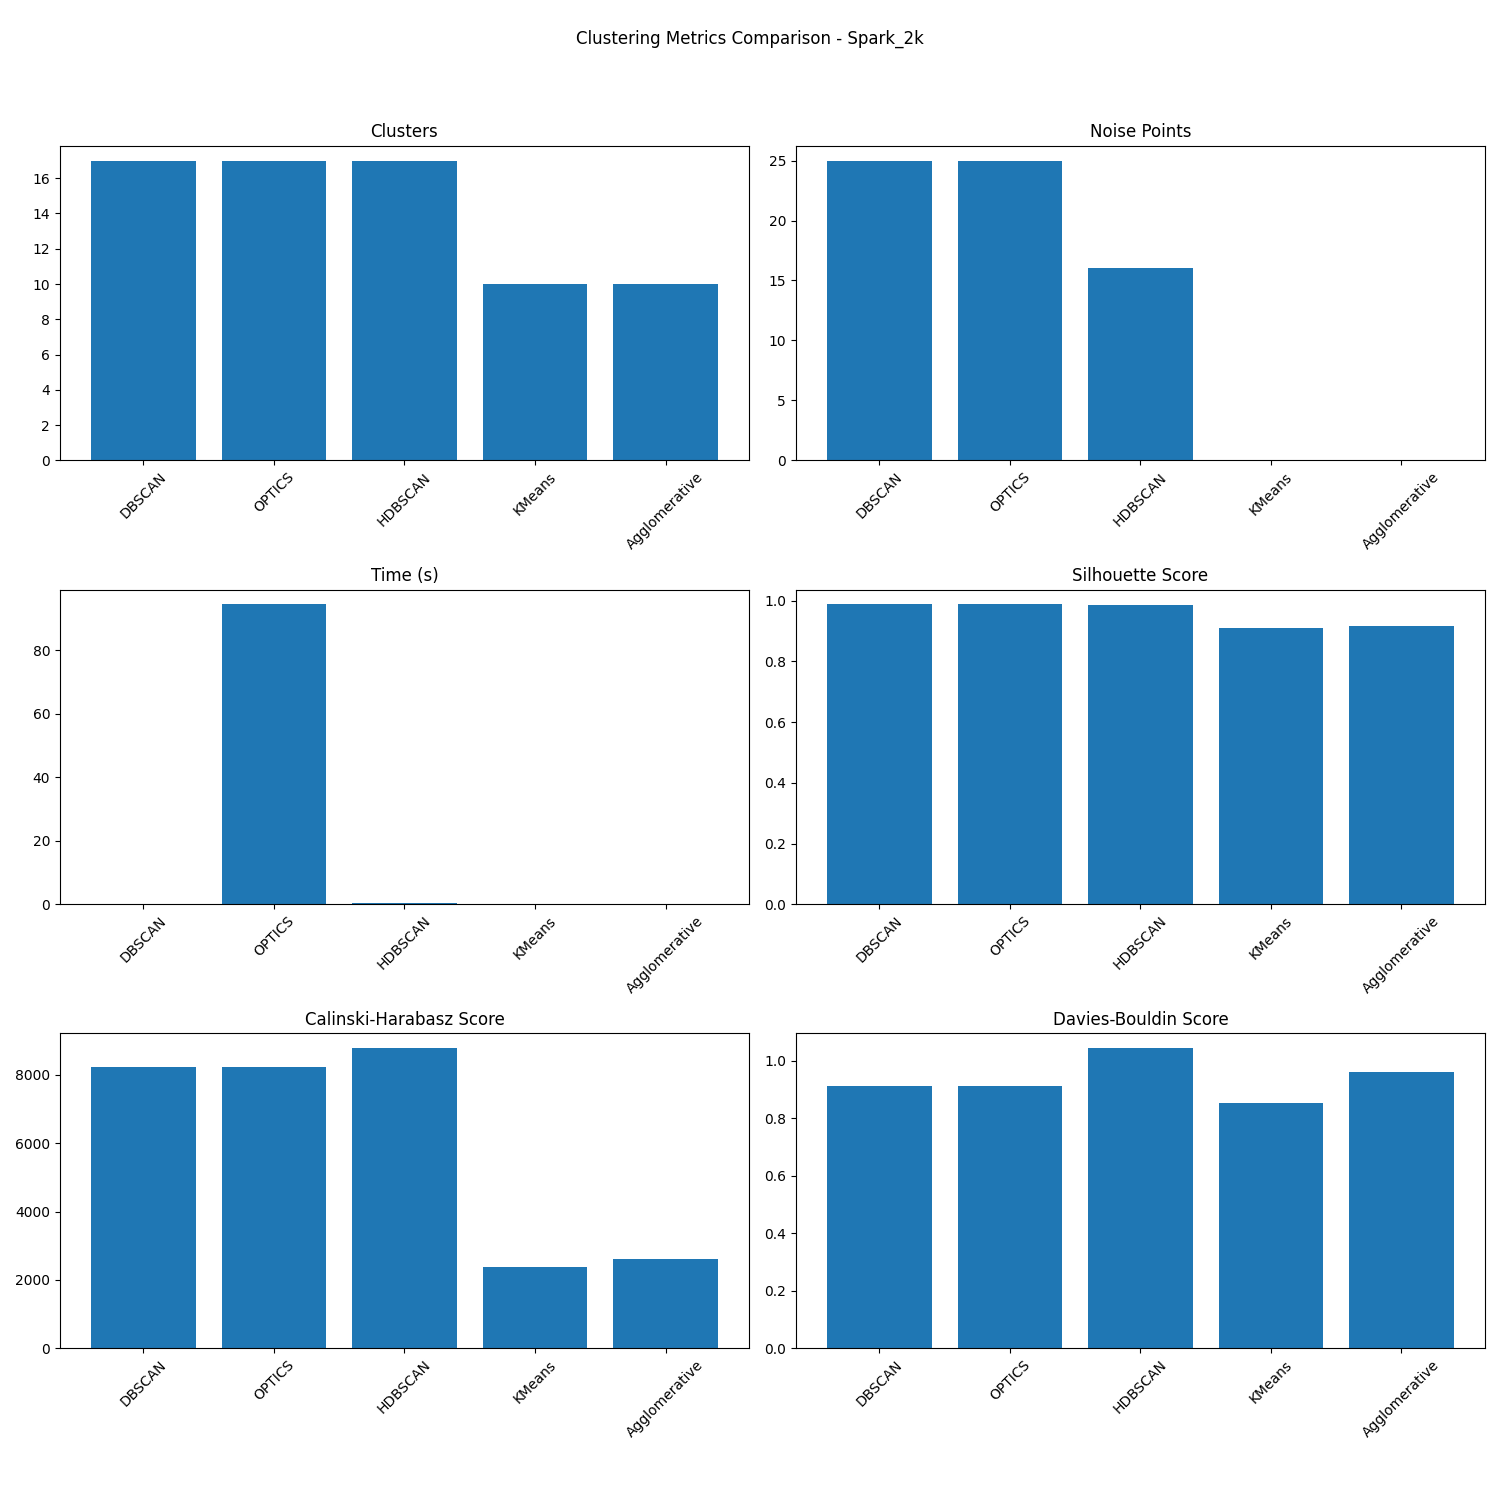 Clustering Metrics Comparison - Spark_2k
Clusters
16
14
12
10
8
6
4
2
0
DBSCAN
OPTICS
HDBSCAN
KMeans
Agglomerative
Noise Points
25
20
15
10
5
0
DBSCAN
OPTICS
HDBSCAN
KMeans
Agglomerative
Time (s)
80
60
40
20
0
DBSCAN
OPTICS
HDBSCAN
KMeans
Agglomerative
Silhouette Score
1.0
0.8
0.6
0.4
0.2
0.0
DBSCAN
OPTICS
HDBSCAN
KMeans
Agglomerative
Calinski-Harabasz Score
8000
6000
4000
2000
0
DBSCAN
OPTICS
HDBSCAN
KMeans
Agglomerative
Davies-Bouldin Score
1.0
0.8
0.6
0.4
0.2
0.0
DBSCAN
OPTICS
HDBSCAN
KMeans
Agglomerative